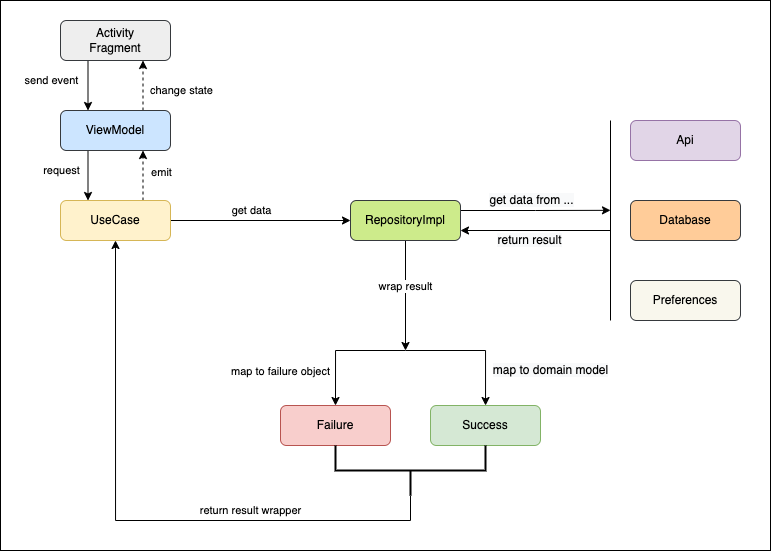 Activity
Fragment
send event
change state
ViewModel
Api
request
emit
UseCase
get data
RepositoryImpl
get data from ...
Database
return result
wrap result
Preferences
map to failure object
map to domain model
Failure
Success
return result wrapper